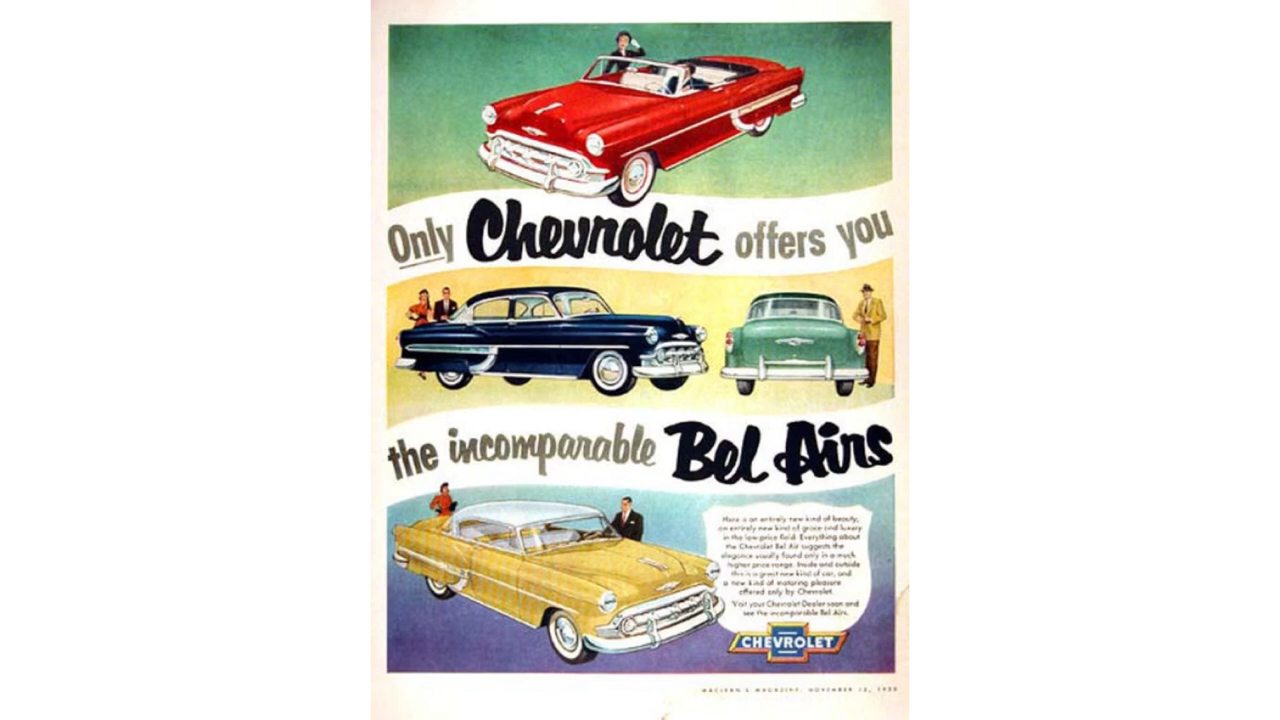 Only Chevrolet offers you
the incomparable Bel Airs
Here is an entirely new kind of beauty,
an entirely new kind of grace and luxury
in the low-price field. Everything about
the Chevrolet Bel Air suggests the
elegance usually found only in a much
higher price range. Inside and outside
this is a great new kind of car, and
a new kind of motoring pleasure
offered only by Chevrolet.
Visit your Chevrolet Dealer soon and
see the incomparable Bel Airs.
CHEVROLET
MACLEAN'S MAGAZINE, NOVEMBER